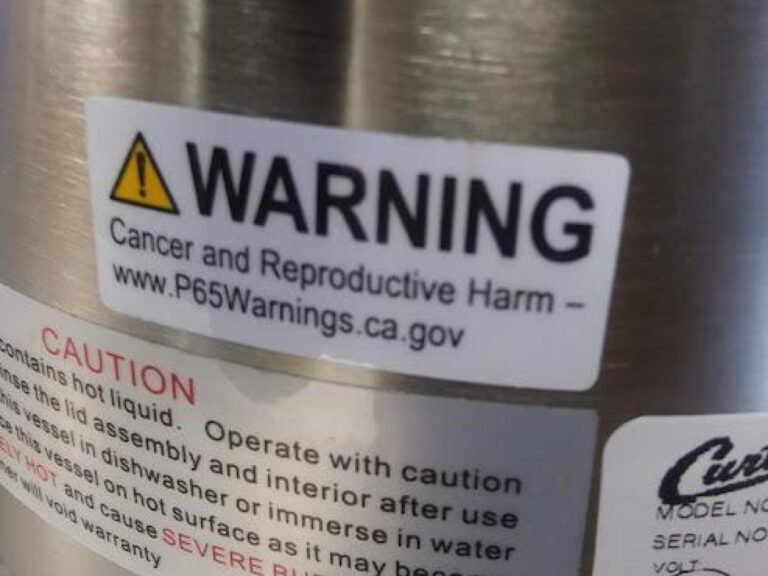 WARNING
Cancer and Reproductive Harm –
www.P65Warnings.ca.gov
CAUTION
contains hot liquid. Operate with caution
the lid assembly and interior after use
this vessel in dishwasher or immerse in water
this vessel on hot surface as it may
HOT and cause SEVERE
will void warranty
MODEL NO
SERIAL NO
VOLT